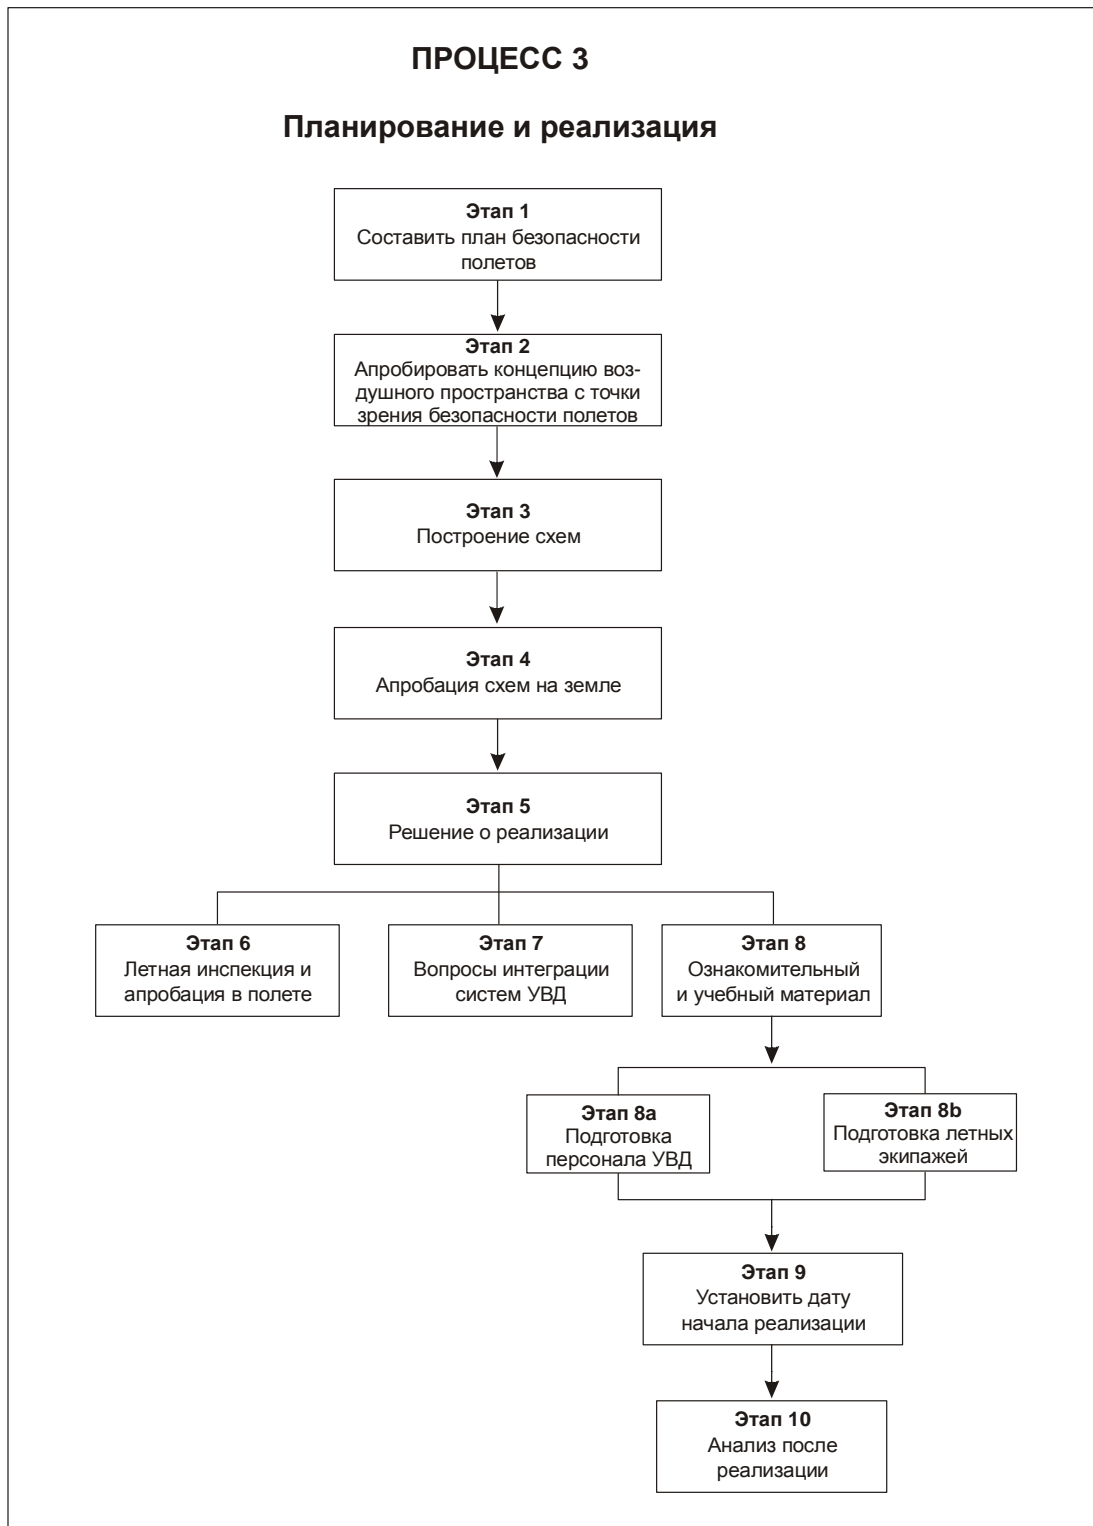 ПРОЦЕСС 3
Планирование и реализация
Этап 1
Составить план безопасности
полетов
Этап 2
Апробировать концепцию воз-
душного пространства с точки
зрения безопасности полетов
Этап 3
Построение схем
Этап 4
Апробация схем на земле
Этап 5
Решение о реализации
Этап 6
Летная инспекция и
апробация в полете
Этап 7
Вопросы интеграции
систем УВД
Этап 8
Ознакомительный
и учебный материал
Этап 8a
Подготовка
персонала УВД
Этап 8b
Подготовка летных
экипажей
Этап 9
Установить дату
начала реализации
Этап 10
Анализ после
реализации